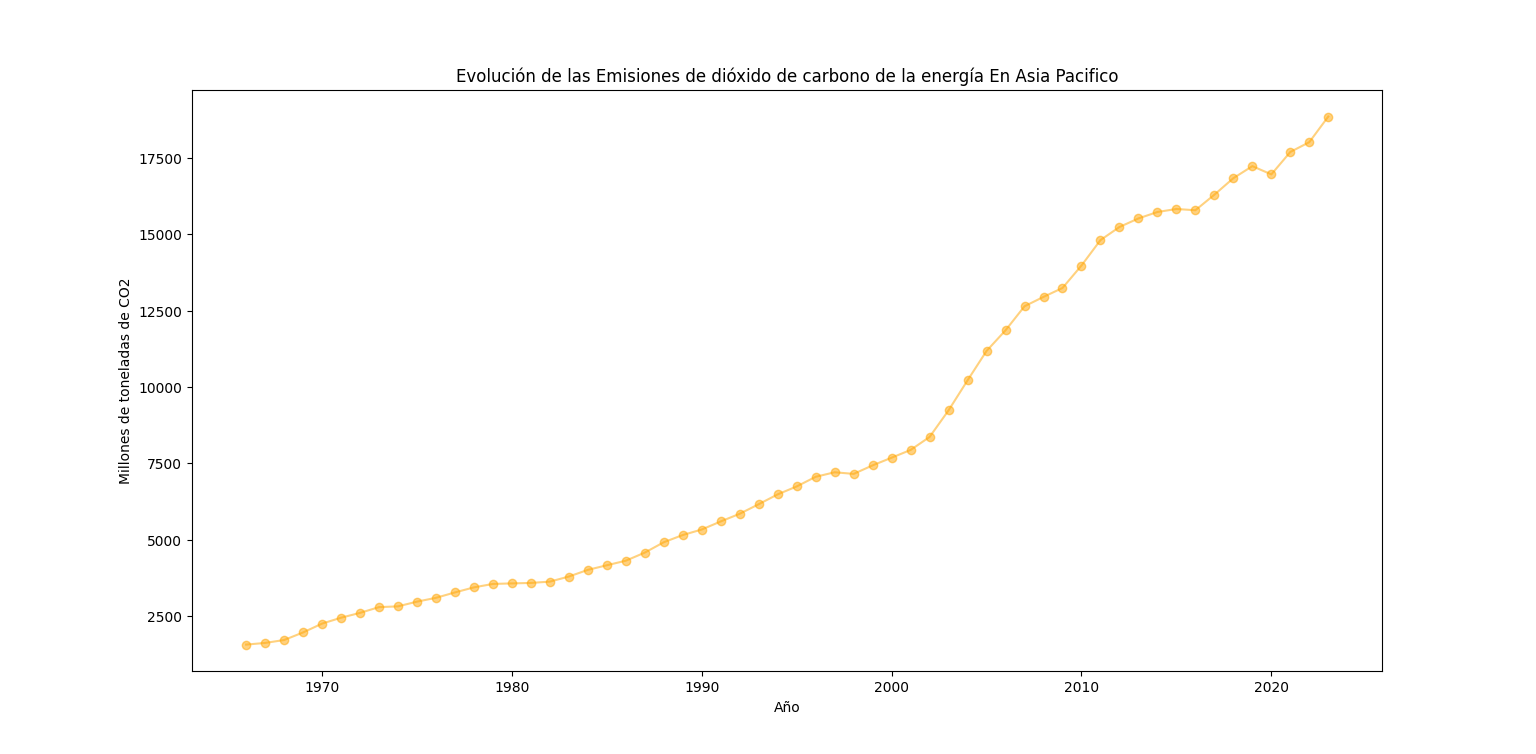 Evolución de las Emisiones de dióxido de carbono de la energía En Asia Pacifico
17500
15000
12500
10000
7500
5000
2500
Millones de toneladas de CO2
1970 1980 1990 2000 2010 2020
Año